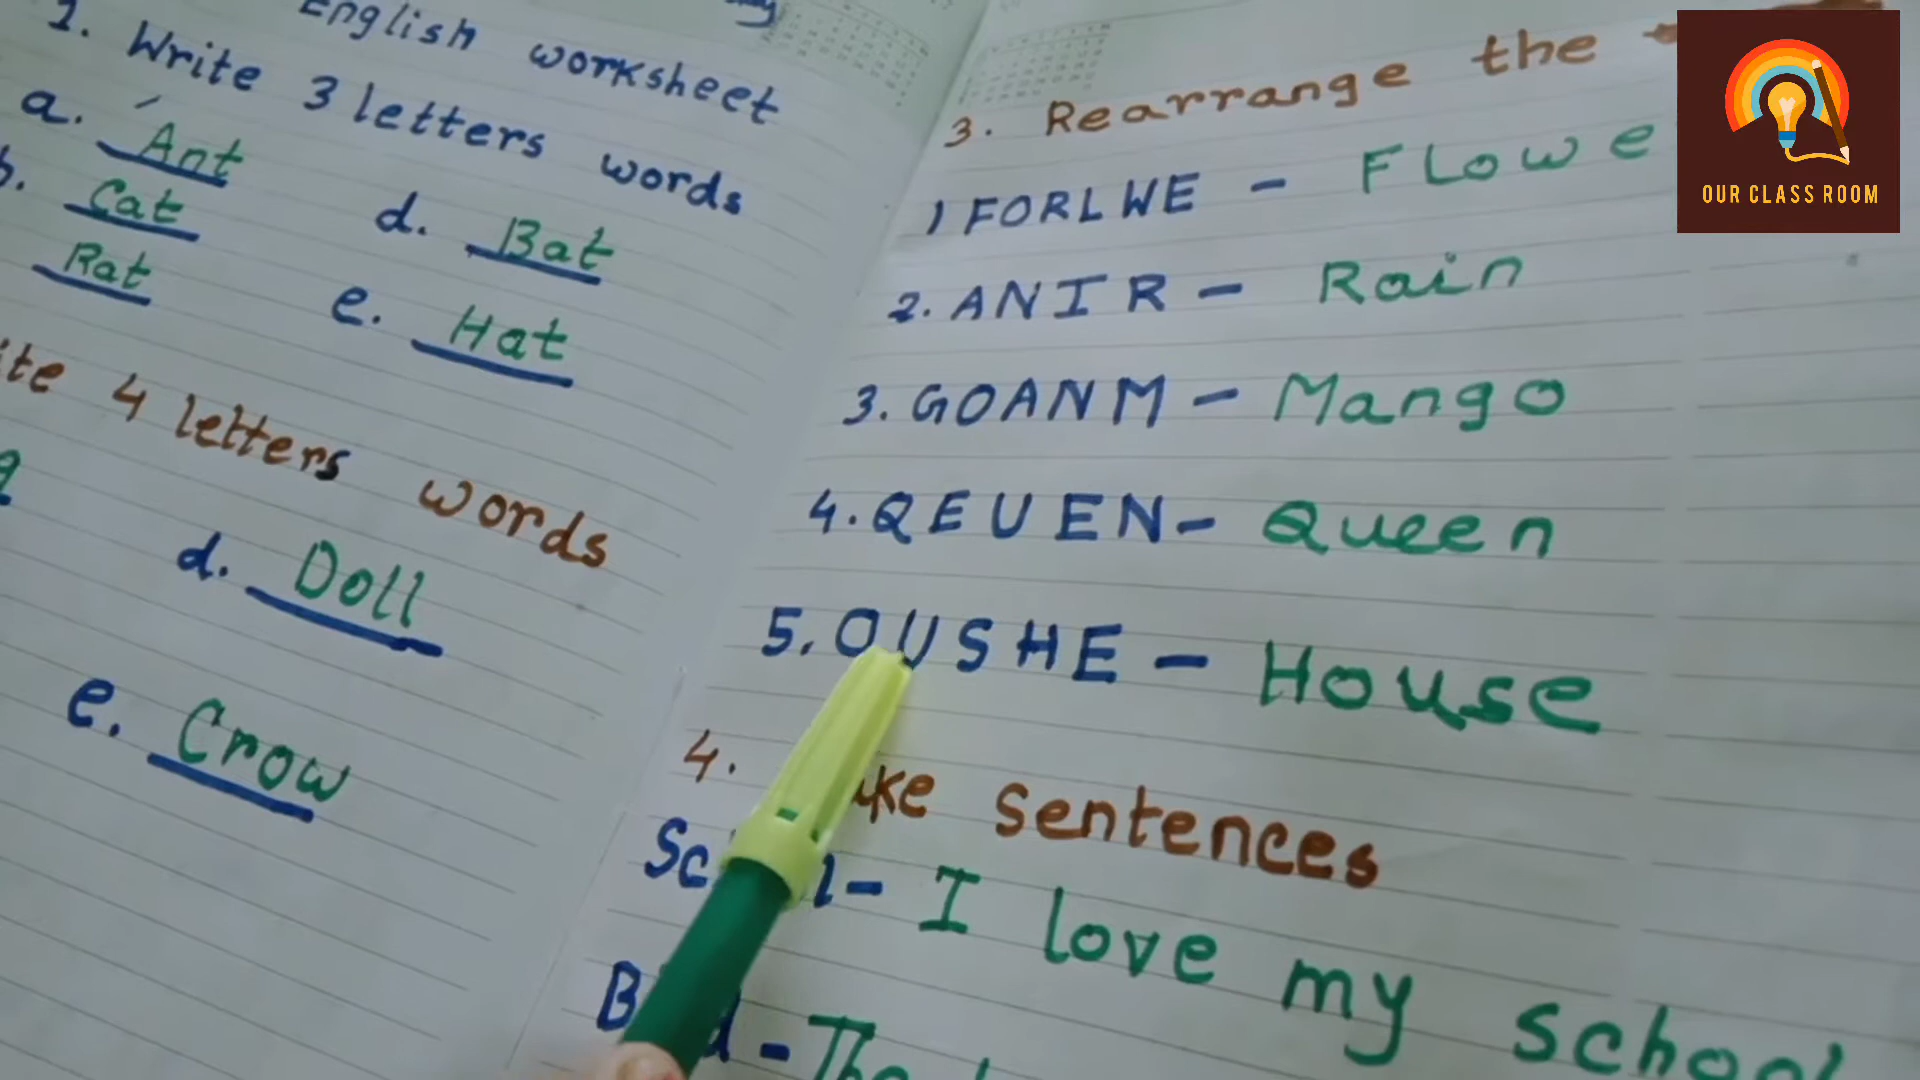 English worksheet
1. Write 3 letters words
a. Ant
b. Cat
d. Bat
Rat
e. Hat
4 letters words
d. Doll
e. Crow
3. Rearrange the
1 FORLWE - Flowe
2. ANIR - Rain
3. GOANM - Mango
4. QEUEN - Queen
5. OUSHE - House
4. sentences
- I love my school
- The
OUR CLASS ROOM